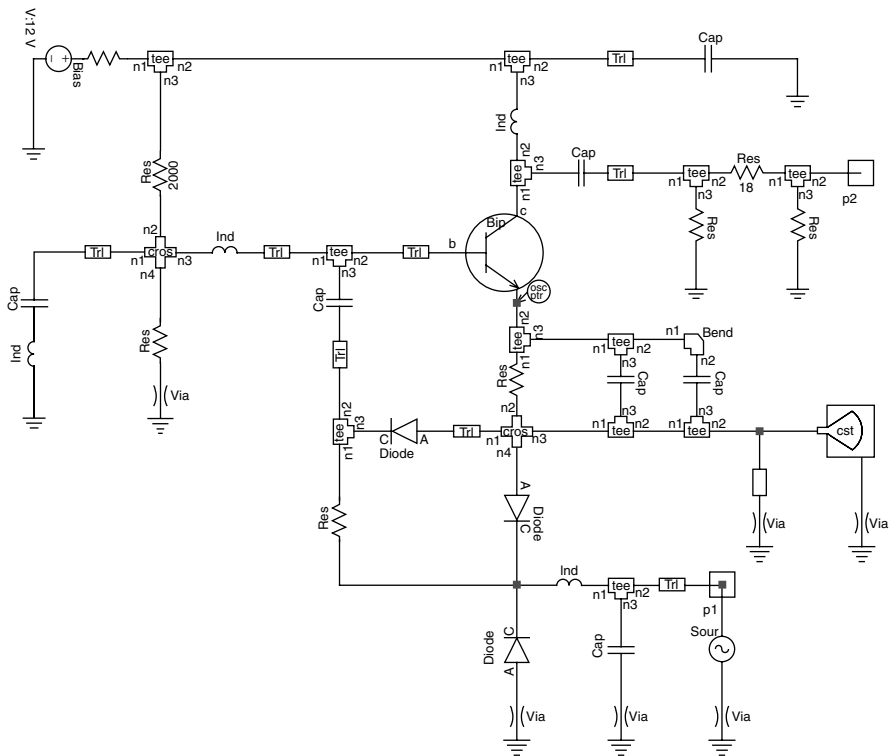 V:12 V
Bias
tee
n1 n2
n3
tee
n1 n2
n3
Trl
Cap
Ind
Res
2000
n2
tee
n3
n1
Cap
Trl
tee
n1 n2
n3
Res
18
tee
n1 n2
n3
p2
Res
Res
Bip
c
b
osc
ptr
Trl
n2
cros
n1 n3
n4
Ind
Trl
tee
n1 n2
n3
Trl
Cap
Ind
Res
Via
Cap
Trl
n2
tee
n3
n1
Res
n2
tee
n3
n1
Res
tee
n1 n2
n3
n1 Bend
n2
Cap
Cap
n3
tee
n1 n2
n3
tee
n1 n2
cst
C A
Diode
Trl
n2
cros
n1 n3
n4
A
Diode
C
Via
Via
Ind
tee
n1 n2
n3
Trl
p1
Sour
Diode
C
A
Cap
Via
Via
Via